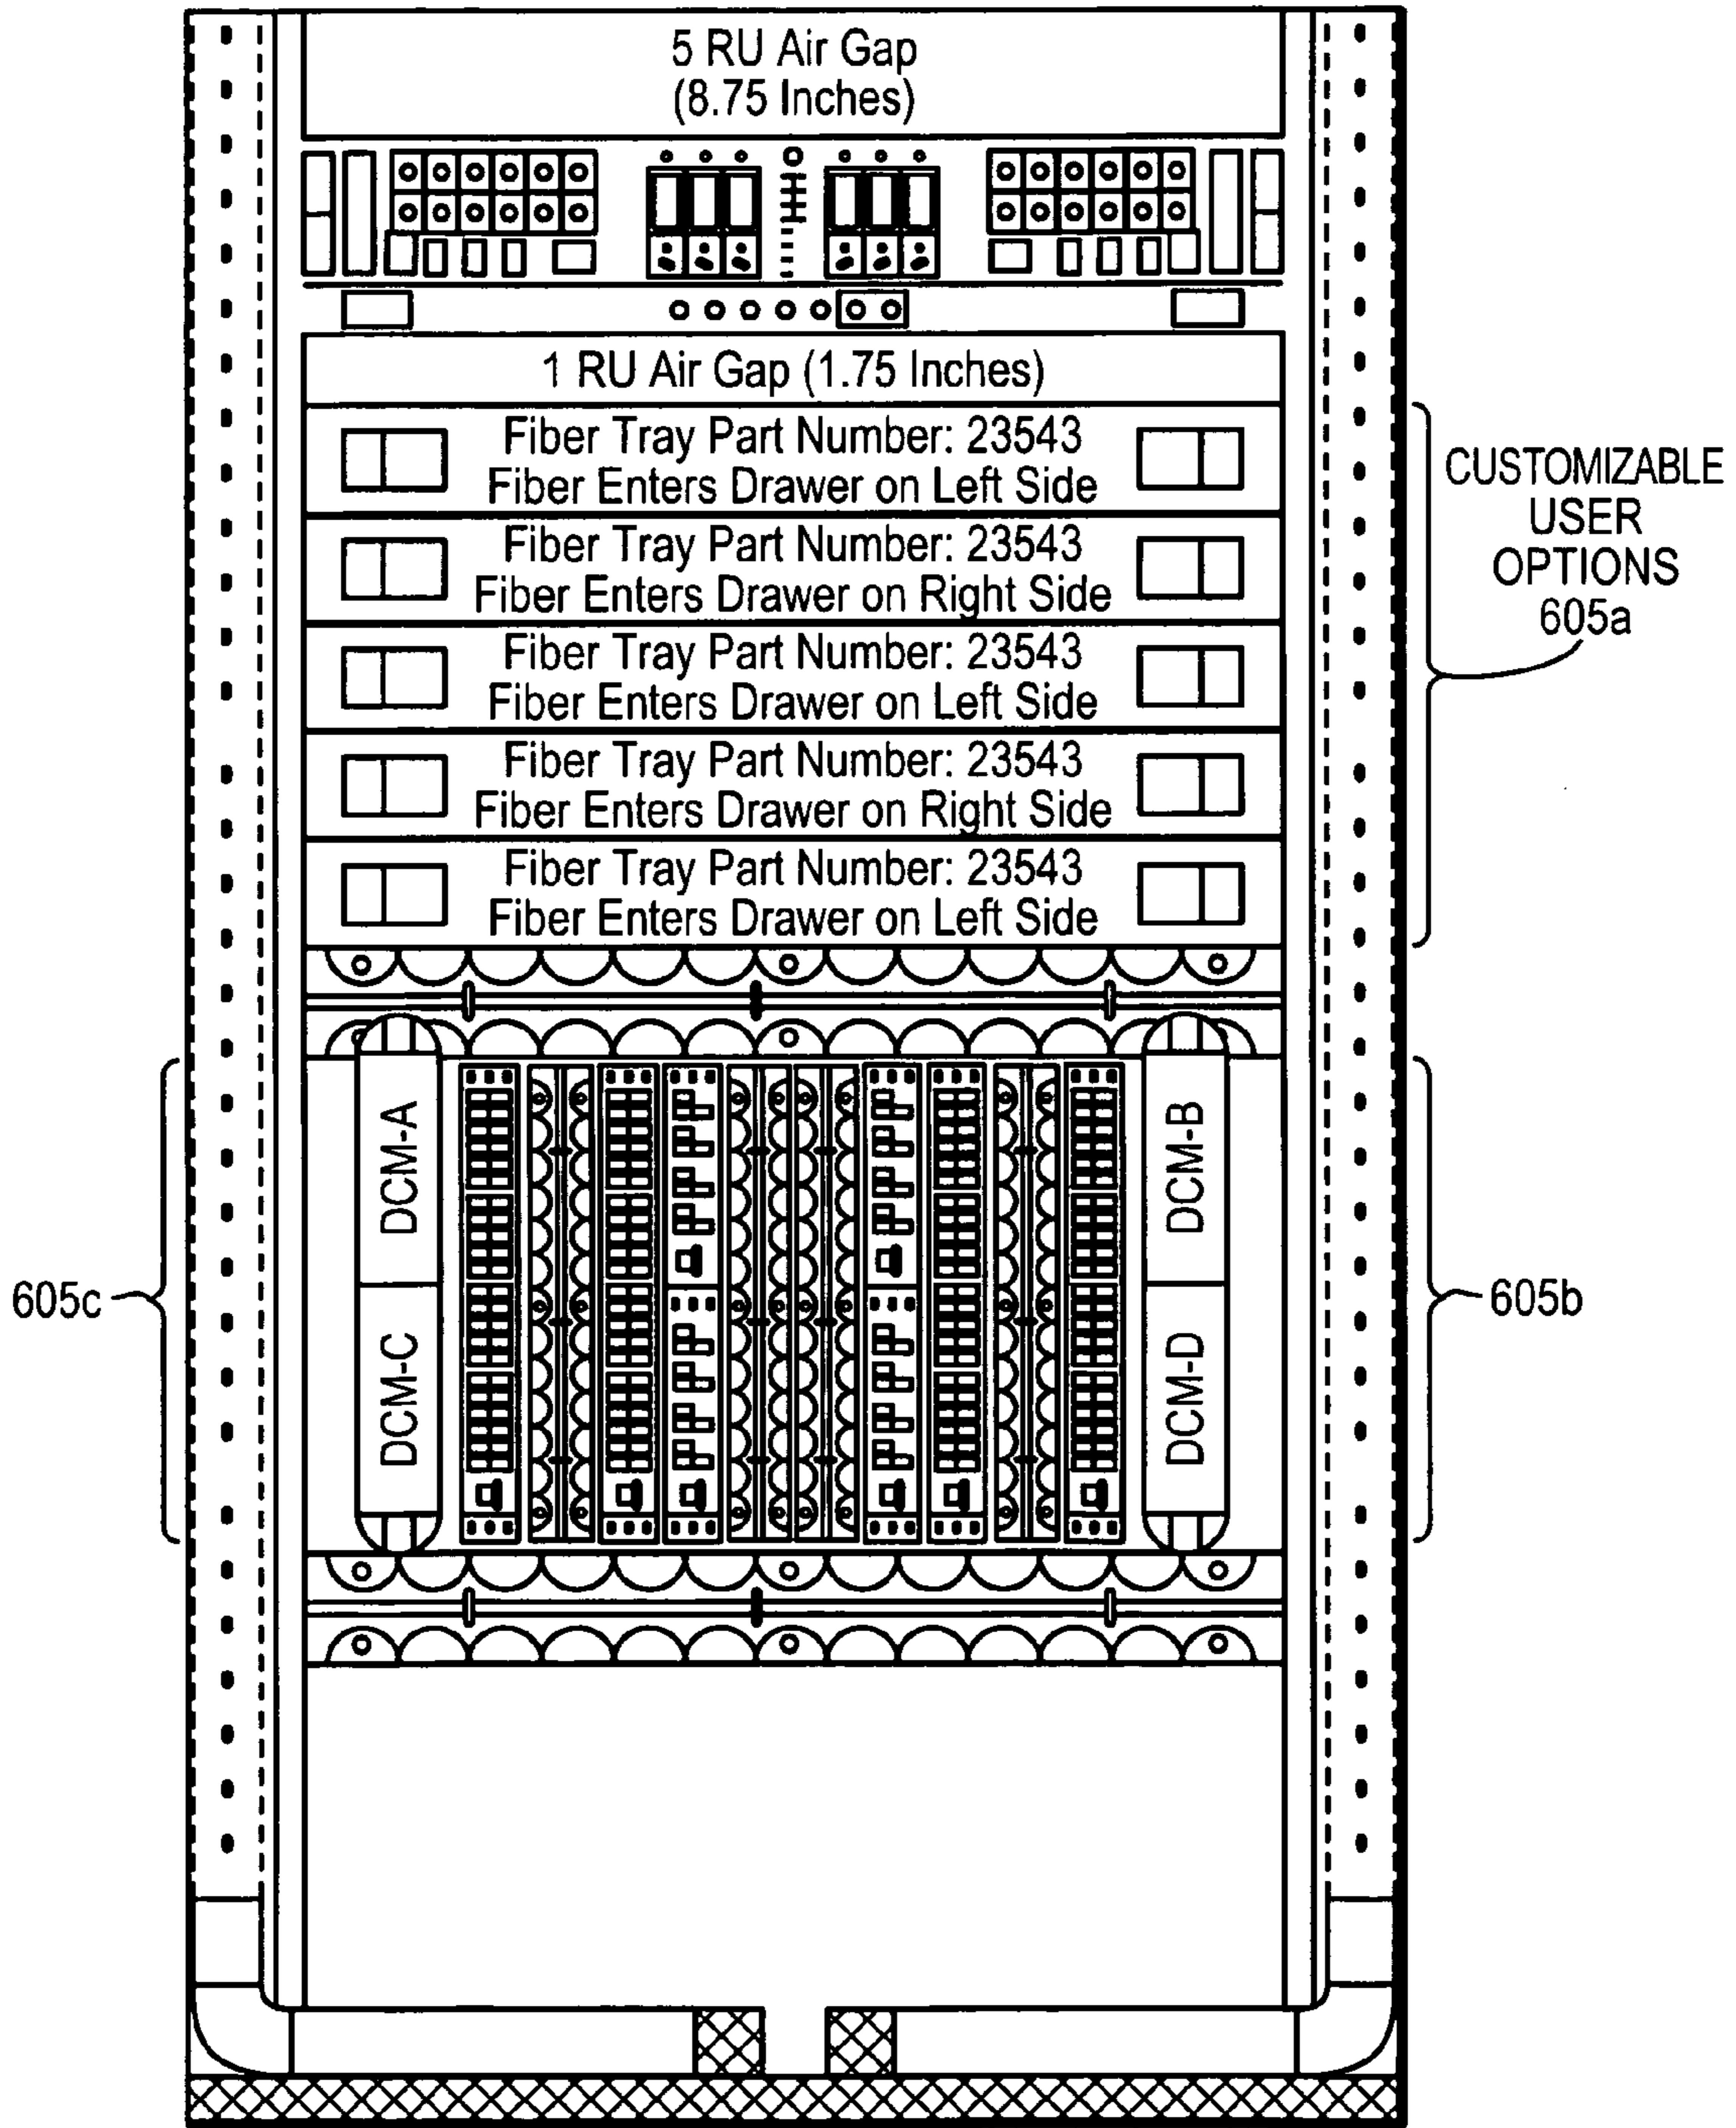 5 RU Air Gap
(8.75 Inches)
1 RU Air Gap (1.75 Inches)
Fiber Tray Part Number: 23543
Fiber Enters Drawer on Left Side
Fiber Tray Part Number: 23543
Fiber Enters Drawer on Right Side
Fiber Tray Part Number: 23543
Fiber Enters Drawer on Left Side
Fiber Tray Part Number: 23543
Fiber Enters Drawer on Right Side
Fiber Tray Part Number: 23543
Fiber Enters Drawer on Left Side
CUSTOMIZABLE
USER
OPTIONS
605a
DCM-A
DCM-B
605c
605b
DCM-C
DCM-D